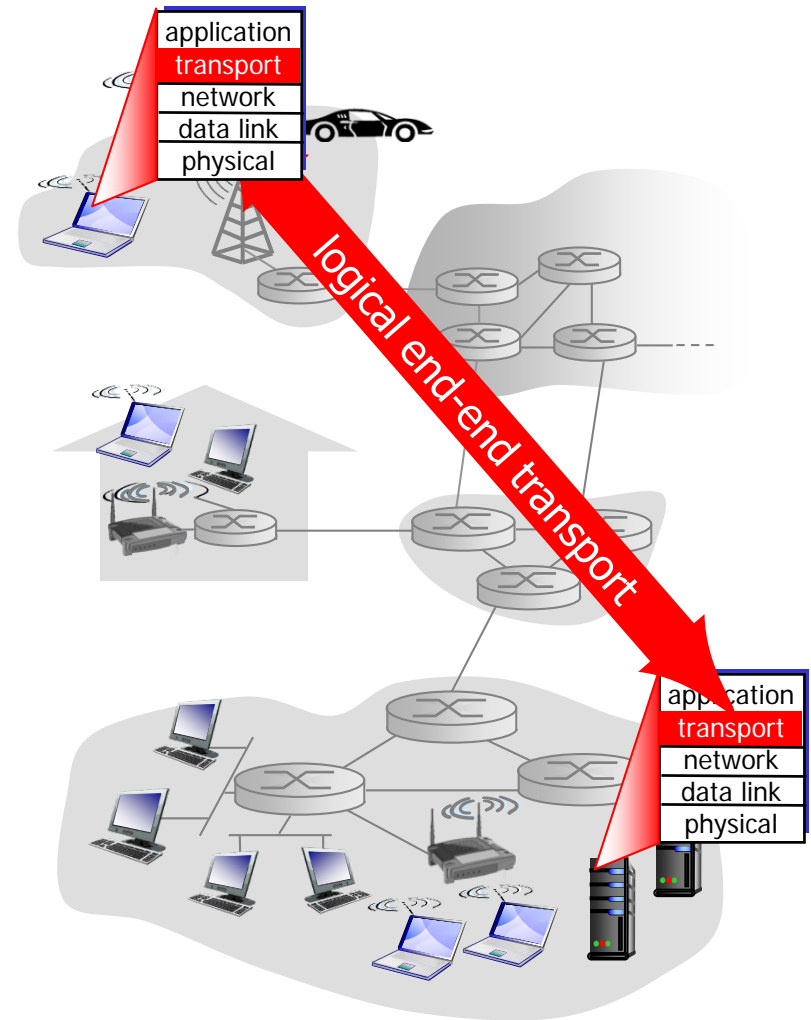 application
transport
network
data link
physical
logical end-end transport
application
transport
network
data link
physical